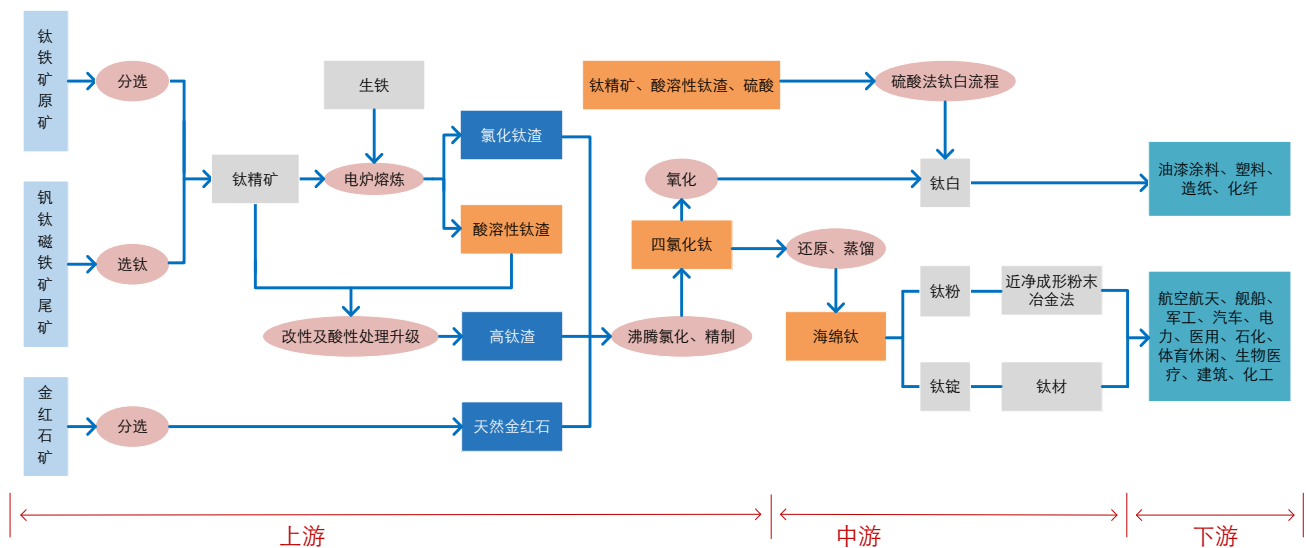 钛铁矿原矿
分选
钒钛磁铁矿尾矿
选钛
金红石矿
分选
钛精矿
生铁
电炉熔炼
氯化钛渣
酸溶性钛渣
改性及酸性处理升级
高钛渣
天然金红石
钛精矿、酸溶性钛渣、硫酸
硫酸法钛白流程
氧化
钛白
四氯化钛
还原、蒸馏
沸腾氯化、精制
海绵钛
钛粉
近净成形粉末
冶金法
钛锭
钛材
油漆涂料、塑料、
造纸、化纤
航空航天、舰船、
军工、汽车、电
力、医用、石化、
体育休闲、生物医
疗、建筑、化工
上游
中游
下游